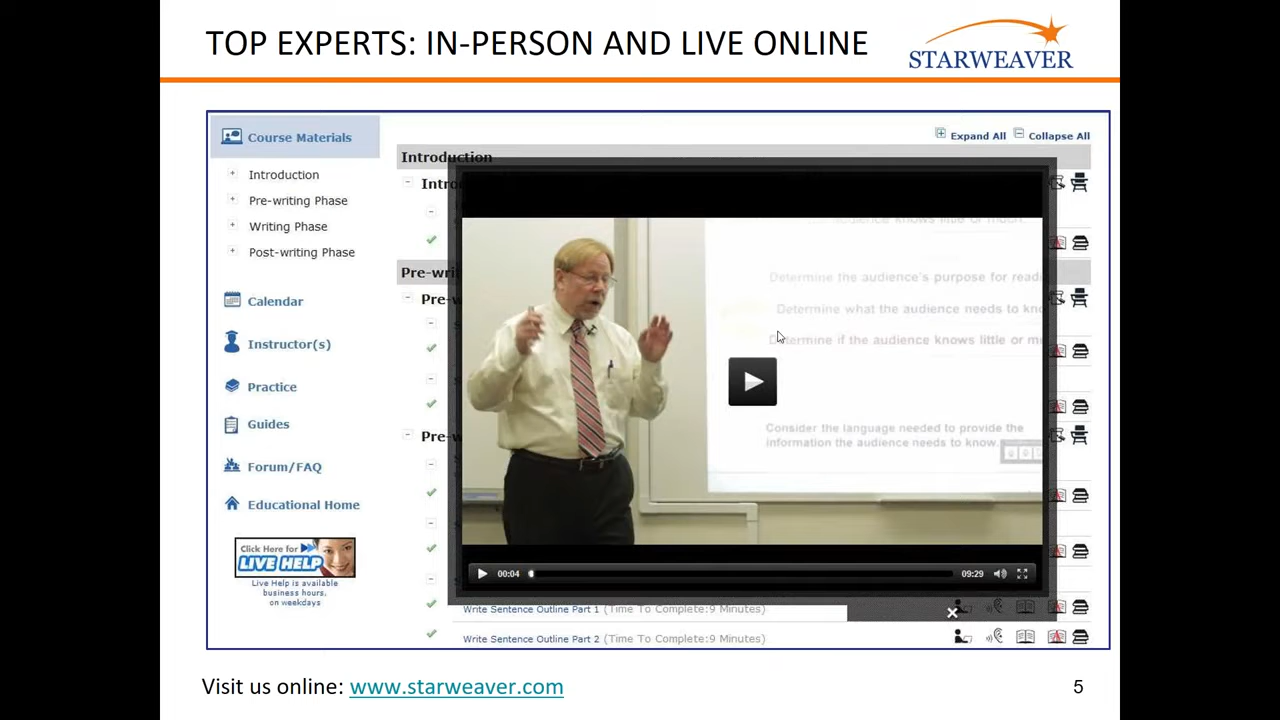 TOP EXPERTS: IN-PERSON AND LIVE ONLINE
STARWEAVER
Course Materials
Introduction
Pre-writing Phase
Writing Phase
Post-writing Phase
Calendar
Instructor(s)
Practice
Guides
Forum/FAQ
Educational Home
Click Here for
LIVE HELP
Live Help is available
business hours,
on weekdays
Expand All
Collapse All
Introduction
Determine the audience's purpose for
Determine what the audience needs to
Determine if the audience knows little or
Consider the language needed to provide the
information the audience needs to know.
00:04
09:29
Write Sentence Outline Part 1 (Time To Complete:9 Minutes)
Write Sentence Outline Part 2 (Time To Complete:9 Minutes)
Visit us online: www.starweaver.com
5